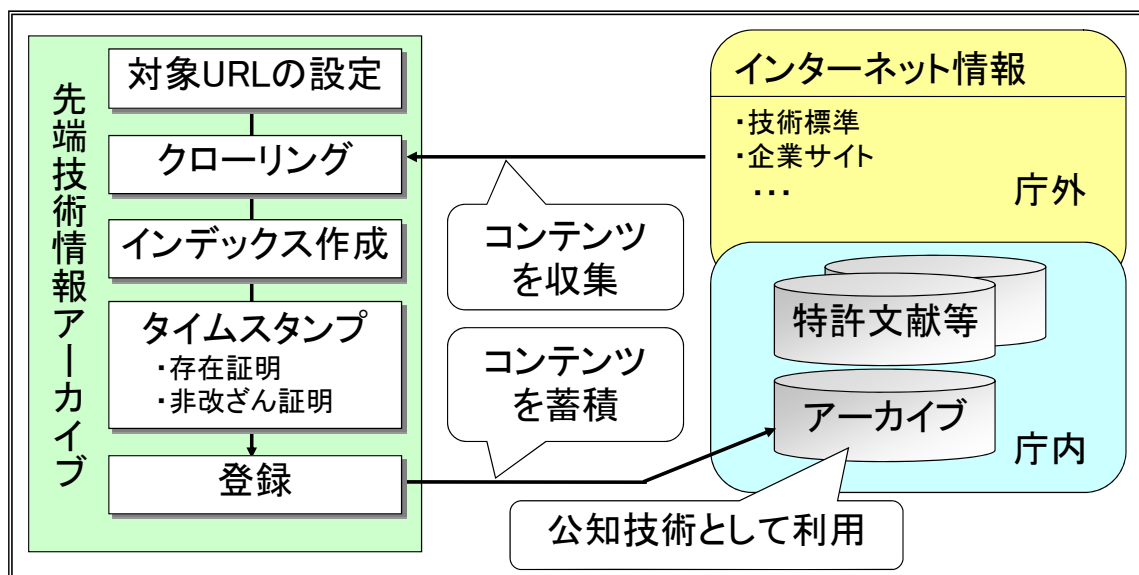 先端技術情報アーカイブ
対象URLの設定
クローリング
インデックス作成
タイムスタンプ
・存在証明
・非改ざん証明
登録
コンテンツ
を収集
コンテンツ
を蓄積
インターネット情報
・技術標準
・企業サイト
・・・
庁外
特許文献等
アーカイブ
庁内
公知技術として利用